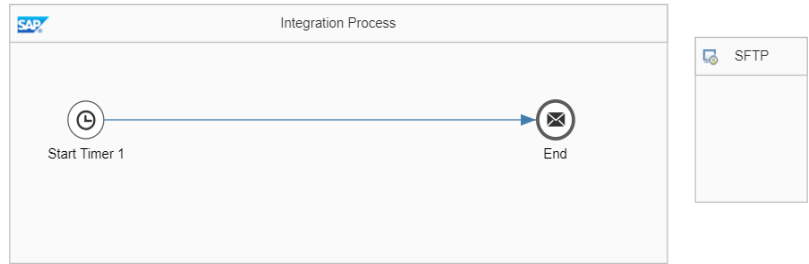 SAP
Integration Process
SFTP
Start Timer 1
End